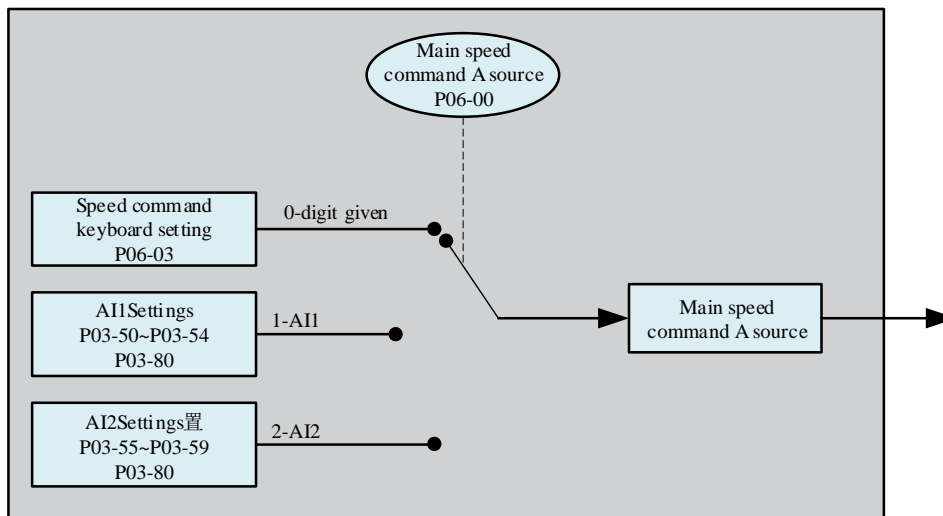 Main speed
command A source
P06-00
Speed command
keyboard setting
P06-03
0-digit given
AI1Settings
P03-50~P03-54
P03-80
1-AI1
Main speed
command A source
AI2Settings置
P03-55~P03-59
P03-80
2-AI2